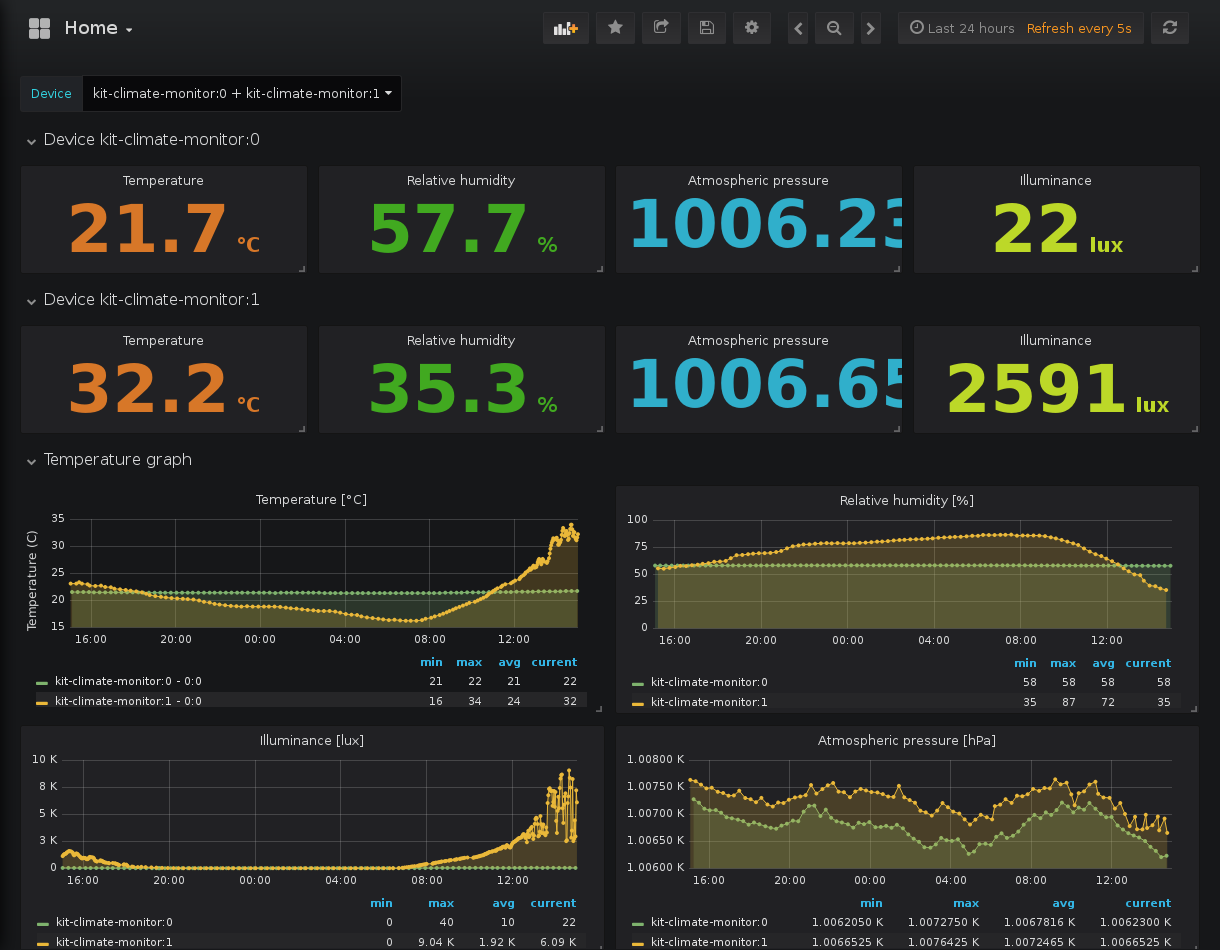 Home
Last 24 hours Refresh every 5s
Device kit-climate-monitor:0 + kit-climate-monitor:1
Device kit-climate-monitor:0
Temperature Relative humidity Atmospheric pressure Illuminance
21.7 °C 57.7 % 1006.23 22 lux
Device kit-climate-monitor:1
Temperature Relative humidity Atmospheric pressure Illuminance
32.2 °C 35.3 % 1006.65 2591 lux
Temperature graph
Temperature [°C]
Temperature (C)
35
30
25
20
15
16:00 20:00 00:00 04:00 08:00 12:00
min max avg current
kit-climate-monitor:0 - 0:0 21 22 21 22
kit-climate-monitor:1 - 0:0 16 34 24 32
Relative humidity [%]
100
75
50
25
0
16:00 20:00 00:00 04:00 08:00 12:00
min max avg current
kit-climate-monitor:0 58 58 58 58
kit-climate-monitor:1 35 87 72 35
Illuminance [lux]
10 K
8 K
5 K
3 K
0
16:00 20:00 00:00 04:00 08:00 12:00
min max avg current
kit-climate-monitor:0 0 40 10 22
kit-climate-monitor:1 0 9.04 K 1.92 K 6.09 K
Atmospheric pressure [hPa]
1.00800 K
1.00750 K
1.00700 K
1.00650 K
1.00600 K
16:00 20:00 00:00 04:00 08:00 12:00
min max avg current
kit-climate-monitor:0 1.0062050 K 1.0072750 K 1.0067816 K 1.0062300 K
kit-climate-monitor:1 1.0066525 K 1.0076425 K 1.0072465 K 1.0066525 K